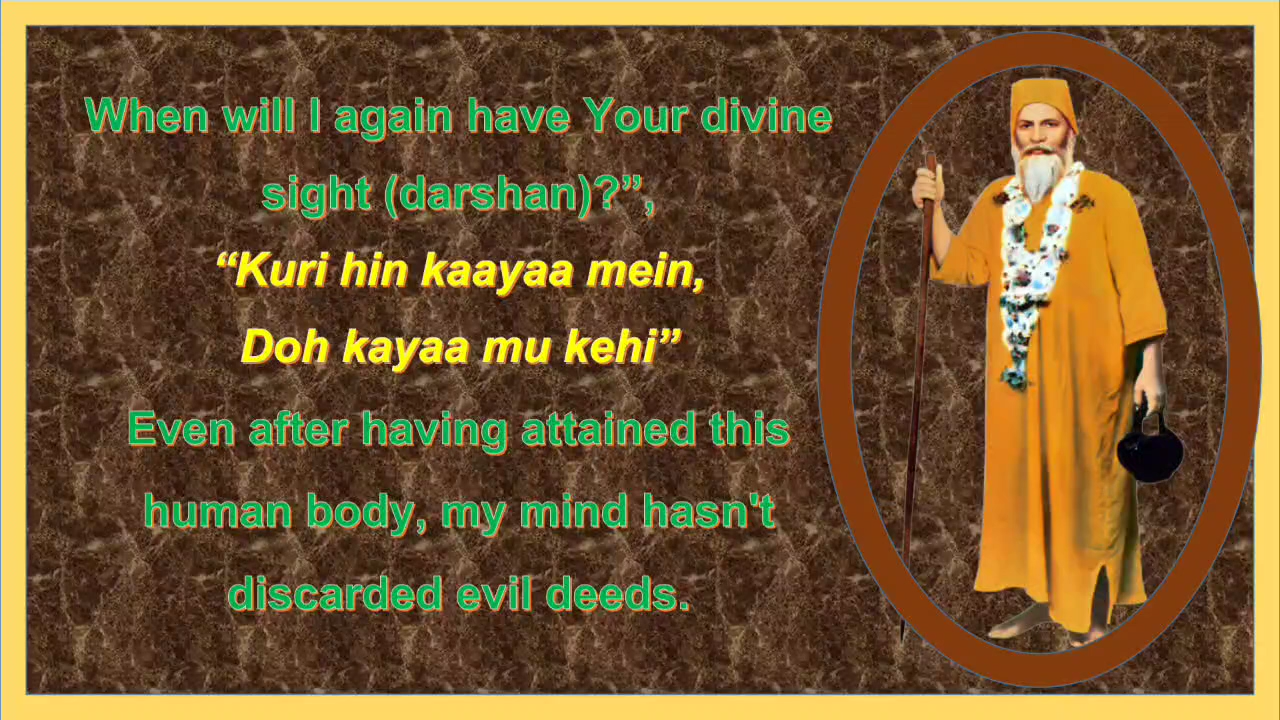 When will I again have Your divine
sight (darshan)?”,
“Kuri hin kaayaa mein,
Doh kayaa mu kehi”
Even after having attained this
human body, my mind hasn't
discarded evil deeds.